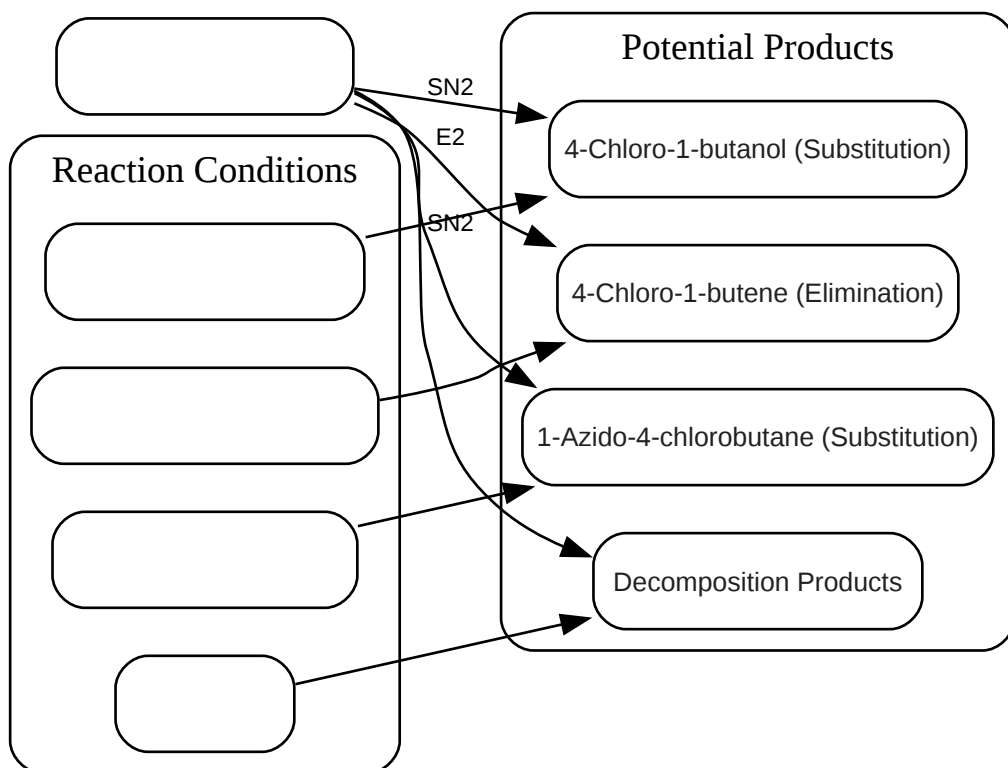 Potential Products
SN2
E2
4-Chloro-1-butanol (Substitution)
Reaction Conditions
SN2
4-Chloro-1-butene (Elimination)
1-Azido-4-chlorobutane (Substitution)
Decomposition Products